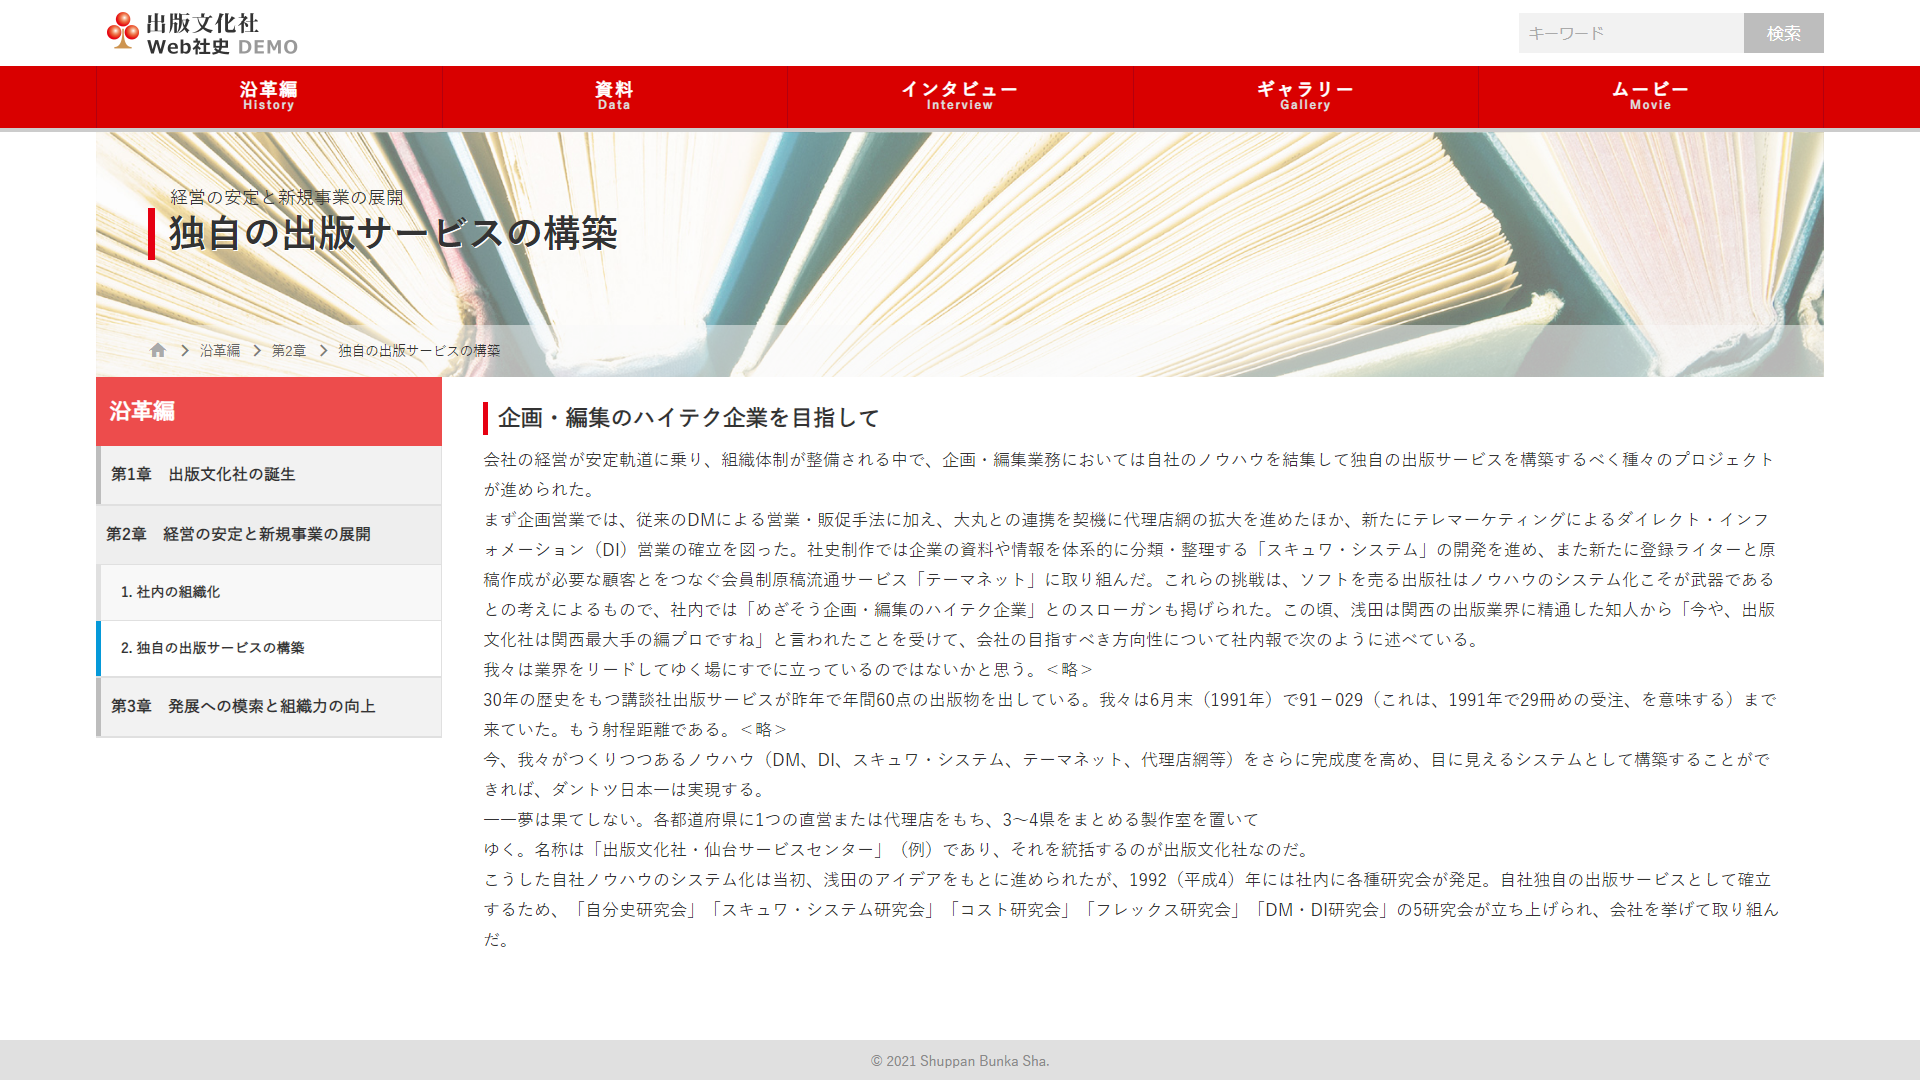 出版文化社
Web社史 DEMO
キーワード
検索
沿革編
History
資料
Data
インタビュー
Interview
ギャラリー
Gallery
ムービー
Movie
経営の安定と新規事業の展開
独自の出版サービスの構築
沿革編
第2章
独自の出版サービスの構築
沿革編
第1章　出版文化社の誕生
第2章　経営の安定と新規事業の展開
1. 社内の組織化
2. 独自の出版サービスの構築
第3章　発展への模索と組織力の向上
企画・編集のハイテク企業を目指して
会社の経営が安定軌道に乗り、組織体制が整備される中で、企画・編集業務においては自社のノウハウを結集して独自の出版サービスを構築するべく種々のプロジェクト
が進められた。
まず企画営業では、従来のDMによる営業・販促手法に加え、大丸との連携を契機に代理店網の拡大を進めたほか、新たにテレマーケティングによるダイレクト・インフ
ォメーション（DI）営業の確立を図った。社史制作では企業の資料や情報を体系的に分類・整理する「スキュワ・システム」の開発を進め、また新たに登録ライターと原
稿作成が必要な顧客とをつなぐ会員制原稿流通サービス「テーマネット」に取り組んだ。これらの挑戦は、ソフトを売る出版社はノウハウのシステム化こそが武器である
との考えによるもので、社内では「めざそう企画・編集のハイテク企業」とのスローガンも掲げられた。この頃、浅田は関西の出版業界に精通した知人から「今や、出版
文化社は関西最大手の編プロですね」と言われたことを受けて、会社の目指すべき方向性について社内報で次のように述べている。
我々は業界をリードしてゆく場にすでに立っているのではないかと思う。＜略＞
30年の歴史をもつ講談社出版サービスが昨年で年間60点の出版物を出している。我々は6月末（1991年）で91－029（これは、1991年で29冊めの受注、を意味する）まで
来ていた。もう射程距離である。＜略＞
今、我々がつくりつつあるノウハウ（DM、DI、スキュワ・システム、テーマネット、代理店網等）をさらに完成度を高め、目に見えるシステムとして構築することがで
きれば、ダントツ日本一は実現する。
――夢は果てしない。各都道府県に1つの直営または代理店をもち、3～4県をまとめる製作室を置いて
ゆく。名称は「出版文化社・仙台サービスセンター」（例）であり、それを統括するのが出版文化社なのだ。
こうした自社ノウハウのシステム化は当初、浅田のアイデアをもとに進められたが、1992（平成4）年には社内に各種研究会が発足。自社独自の出版サービスとして確立
するため、「自分史研究会」「スキュワ・システム研究会」「コスト研究会」「フレックス研究会」「DM・DI研究会」の5研究会が立ち上げられ、会社を挙げて取り組ん
だ。
© 2021 Shuppan Bunka Sha.